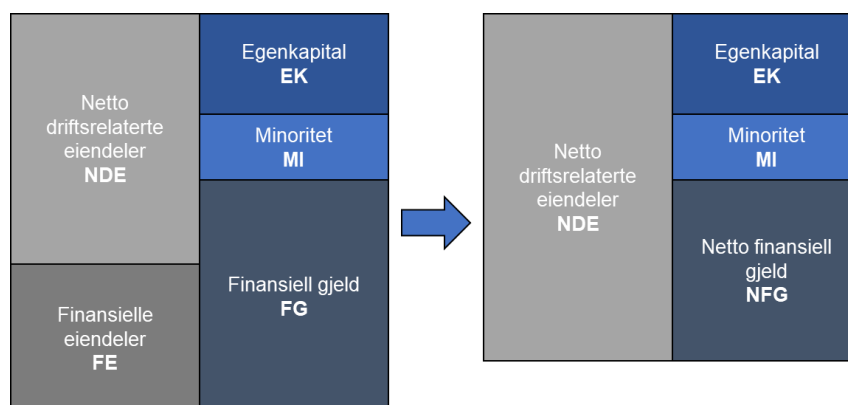 Netto
driftsrelaterte
eiendeler
NDE
Finansielle
eiendeler
FE
Egenkapital
EK
Minoritet
MI
Finansiell gjeld
FG
Netto
driftsrelaterte
eiendeler
NDE
Egenkapital
EK
Minoritet
MI
Netto finansiell
gjeld
NFG